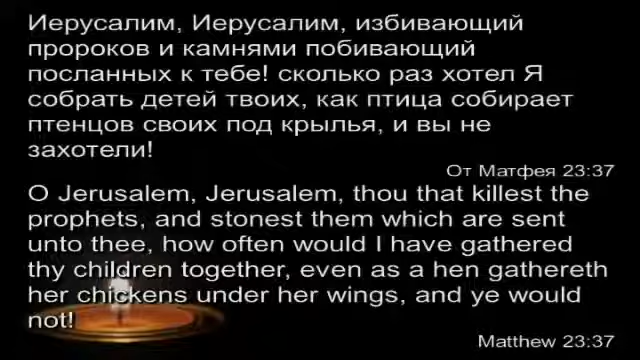 Иерусалим, Иерусалим, избивающий
пророков и камнями побивающий
посланных к тебе! сколько раз хотел Я
собрать детей твоих, как птица собирает
птенцов своих под крылья, и вы не
захотели!
От Матфея 23:37
O Jerusalem, Jerusalem, thou that killest the
prophets, and stonest them which are sent
unto thee, how often would I have gathered
thy children together, even as a hen gathereth
her chickens under her wings, and ye would
not!
Matthew 23:37